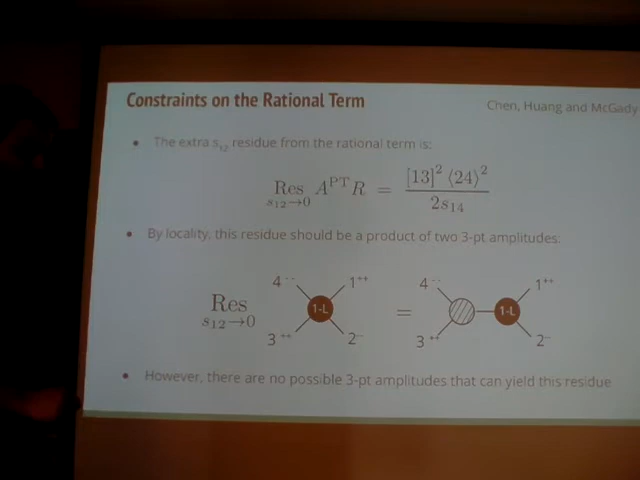 Constraints on the Rational Term
Chen, Huang and McGady
• The extra s₁₂ residue from the rational term is:
Res_{s₁₂→0} A^{PT} R = [13]² ⟨24⟩² / 2s₁₄
• By locality, this residue should be a product of two 3-pt amplitudes:
4⁻⁻ 1⁺⁺ 4⁻⁻ 1⁺⁺
Res_{s₁₂→0} 1-L = 1-L
3⁺⁺ 2⁻⁻ 3⁺⁺ 2⁻⁻
• However, there are no possible 3-pt amplitudes that can yield this residue